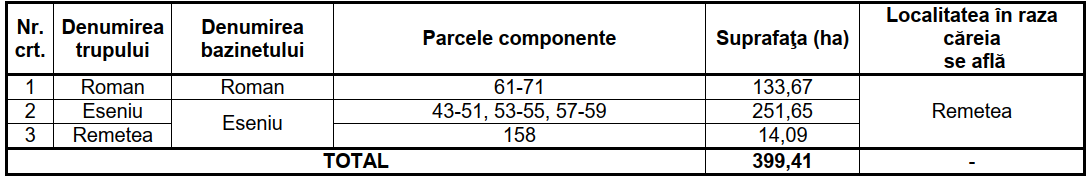 Nr. crt. Denumirea trupului Denumirea bazinetului Parcele componente Suprafaţa (ha) Localitatea în raza căreia se află
1 Roman Roman 61-71 133,67 Remetea
2 Eseniu Eseniu 43-51, 53-55, 57-59 251,65
3 Remetea 158 14,09
TOTAL 399,41 -